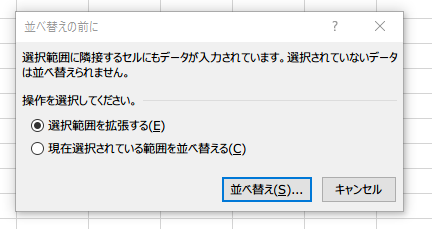 並べ替えの前に
選択範囲に隣接するセルにもデータが入力されています。選択されていないデータ
は並べ替えられません。
操作を選択してください。
選択範囲を拡張する(E)
現在選択されている範囲を並べ替える(C)
並べ替え(S)... キャンセル